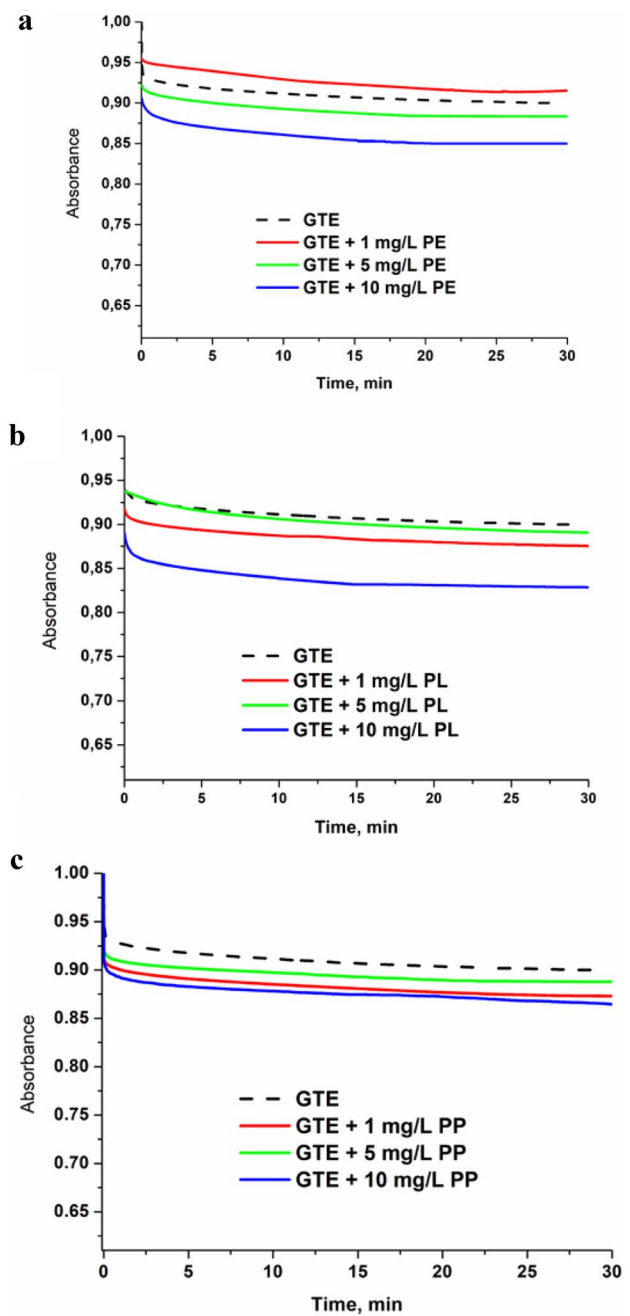 a
1,00
0,95
0,90
0,85
0,80
0,75
0,70
0,65
Absorbance
GTE
GTE + 1 mg/L PE
GTE + 5 mg/L PE
GTE + 10 mg/L PE
0 5 10 15 20 25 30
Time, min
b
1,00
0,95
0,90
0,85
0,80
0,75
0,70
0,65
Absorbance
GTE
GTE + 1 mg/L PL
GTE + 5 mg/L PL
GTE + 10 mg/L PL
0 5 10 15 20 25 30
Time, min
c
1.00
0.95
0.90
0.85
0.80
0.75
0.70
0.65
Absorbance
GTE
GTE + 1 mg/L PP
GTE + 5 mg/L PP
GTE + 10 mg/L PP
0 5 10 15 20 25 30
Time, min